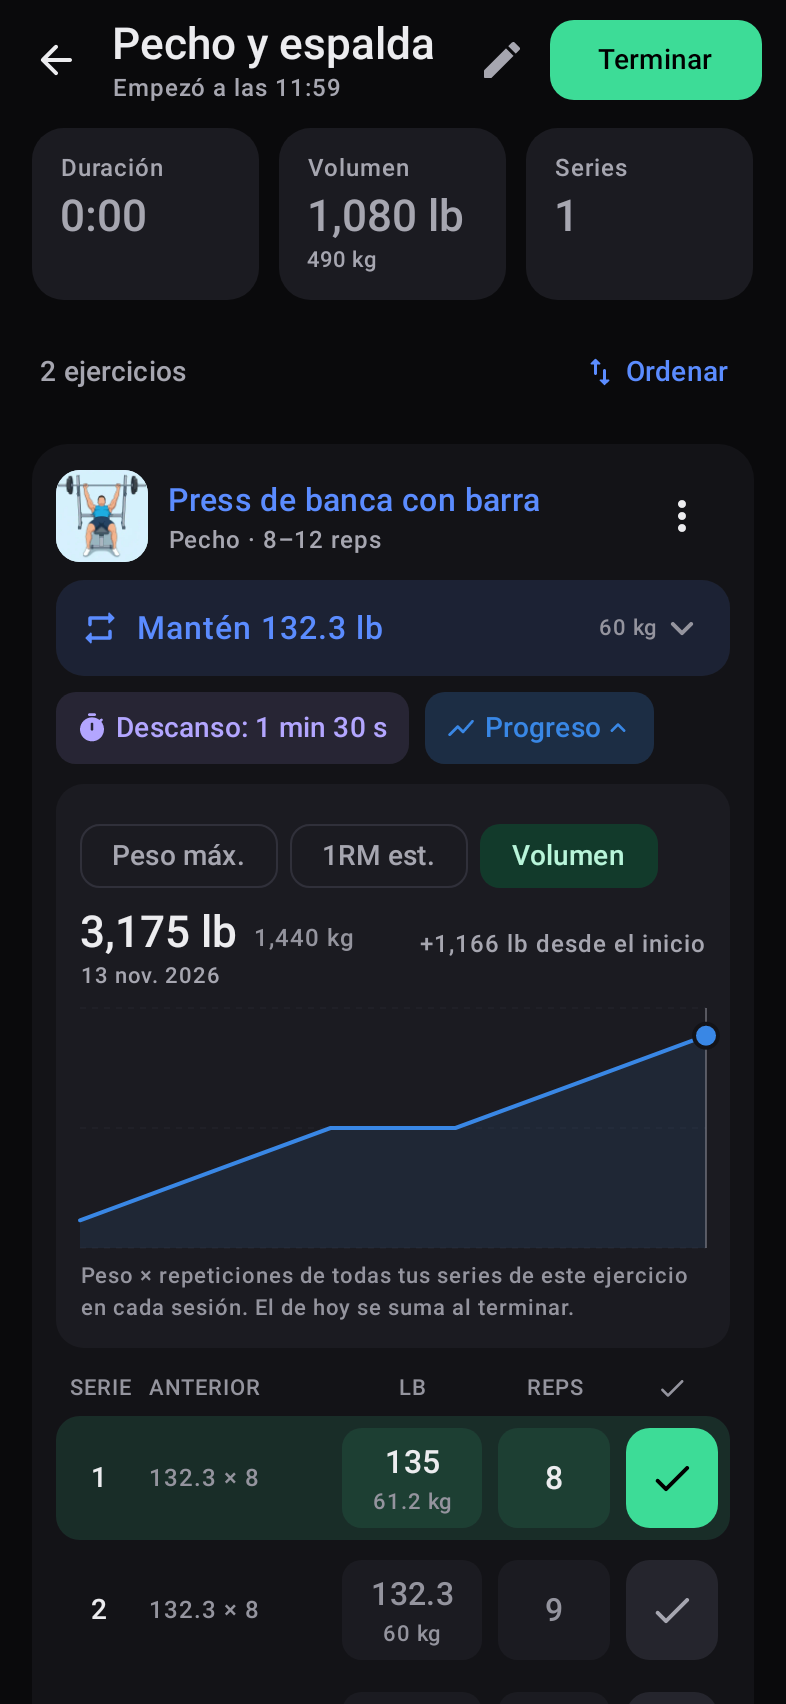 Pecho y espalda
Empezó a las 11:59
Terminar
Duración
0:00
Volumen
1,080 lb
490 kg
Series
1
2 ejercicios
Ordenar
Press de banca con barra
Pecho · 8–12 reps
Mantén 132.3 lb
60 kg
Descanso: 1 min 30 s
Progreso
Peso máx.
1RM est.
Volumen
3,175 lb
1,440 kg
+1,166 lb desde el inicio
13 nov. 2026
Peso × repeticiones de todas tus series de este ejercicio
en cada sesión. El de hoy se suma al terminar.
SERIE ANTERIOR LB REPS
1 132.3 × 8 135 8
61.2 kg
2 132.3 × 8 132.3 9
60 kg